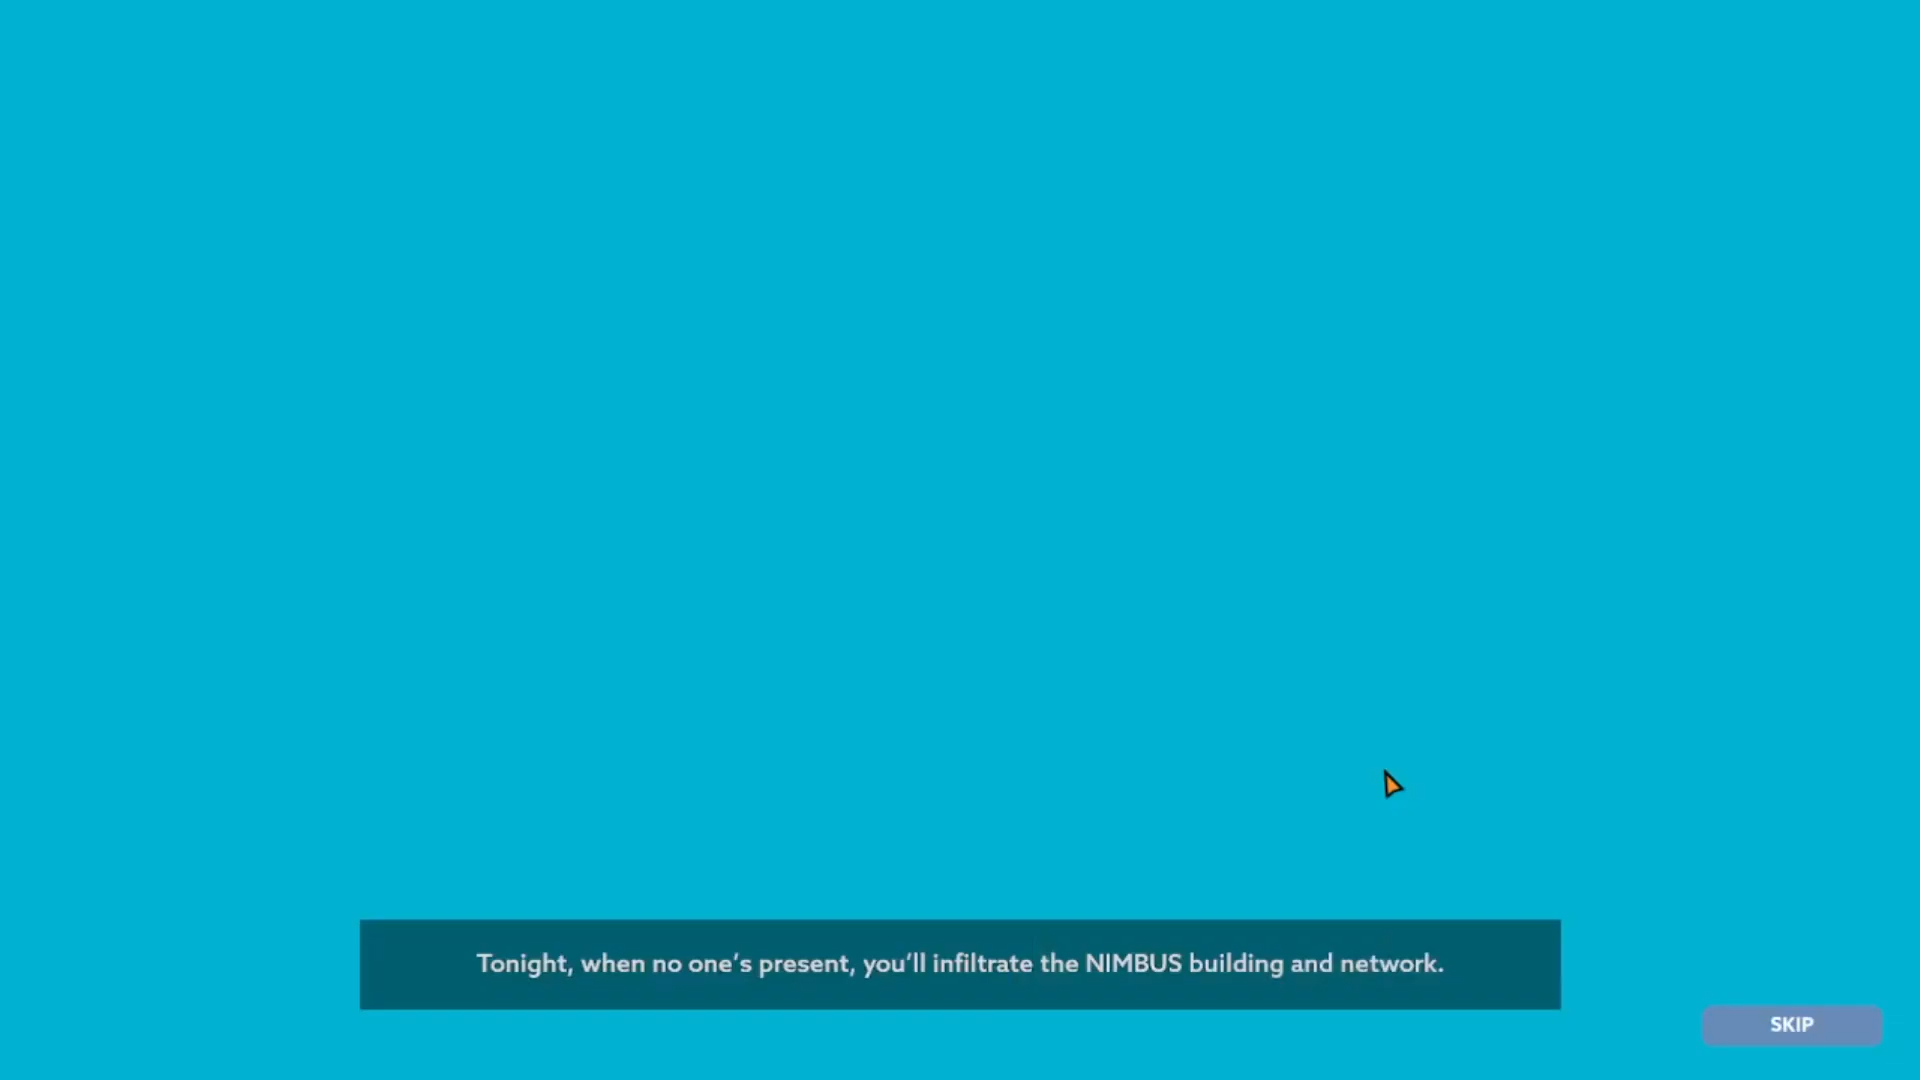 Tonight, when no one's present, you'll infiltrate the NIMBUS building and network.
SKIP